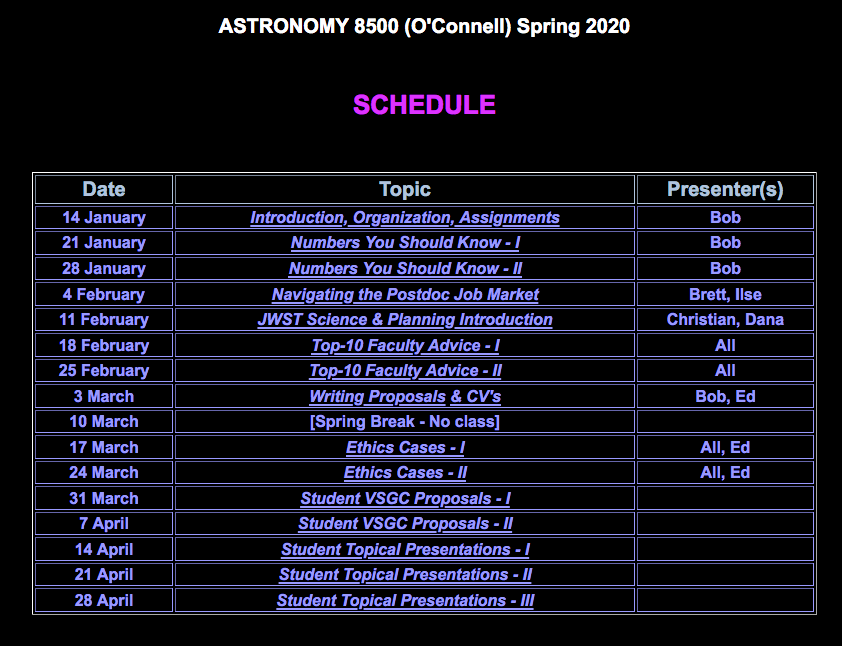 ASTRONOMY 8500 (O'Connell) Spring 2020
SCHEDULE
Date Topic Presenter(s)
14 January Introduction, Organization, Assignments Bob
21 January Numbers You Should Know - I Bob
28 January Numbers You Should Know - II Bob
4 February Navigating the Postdoc Job Market Brett, Ilse
11 February JWST Science & Planning Introduction Christian, Dana
18 February Top-10 Faculty Advice - I All
25 February Top-10 Faculty Advice - II All
3 March Writing Proposals & CV's Bob, Ed
10 March [Spring Break - No class]
17 March Ethics Cases - I All, Ed
24 March Ethics Cases - II All, Ed
31 March Student VSGC Proposals - I
7 April Student VSGC Proposals - II
14 April Student Topical Presentations - I
21 April Student Topical Presentations - II
28 April Student Topical Presentations - III